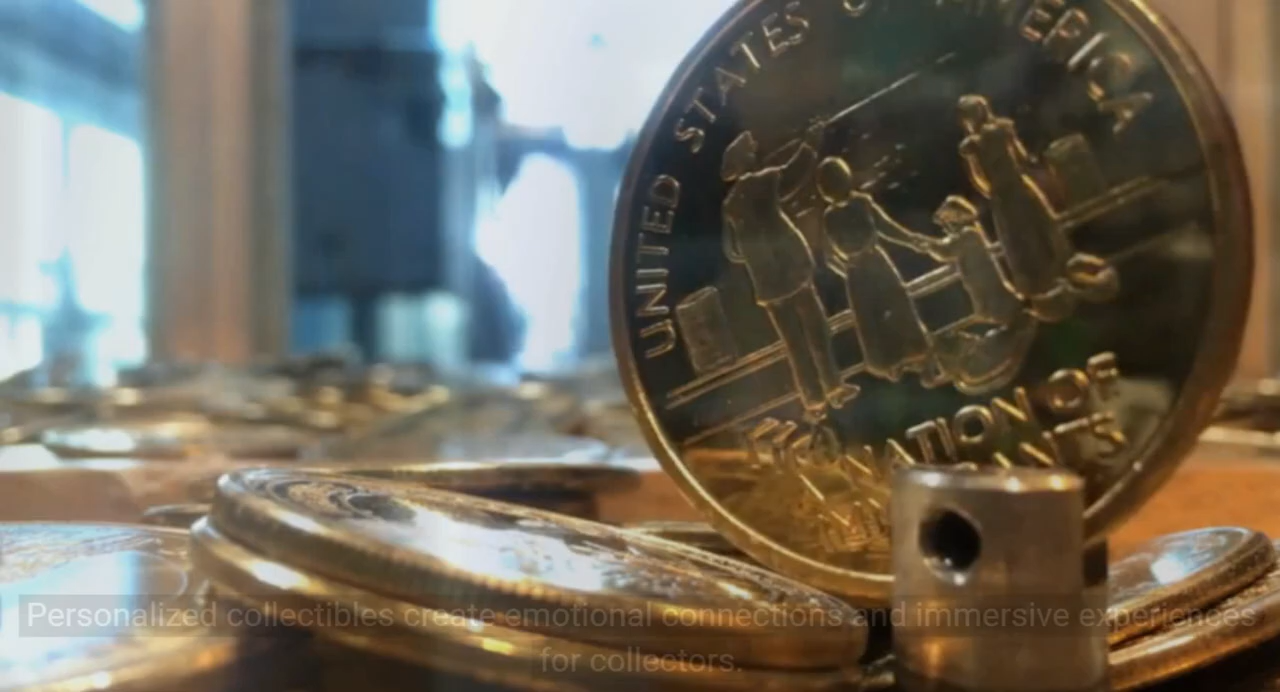 UNITED STATES OF AMERICA
NATION OF
Personalized collectibles create emotional connections and immersive experiences
for collectors.